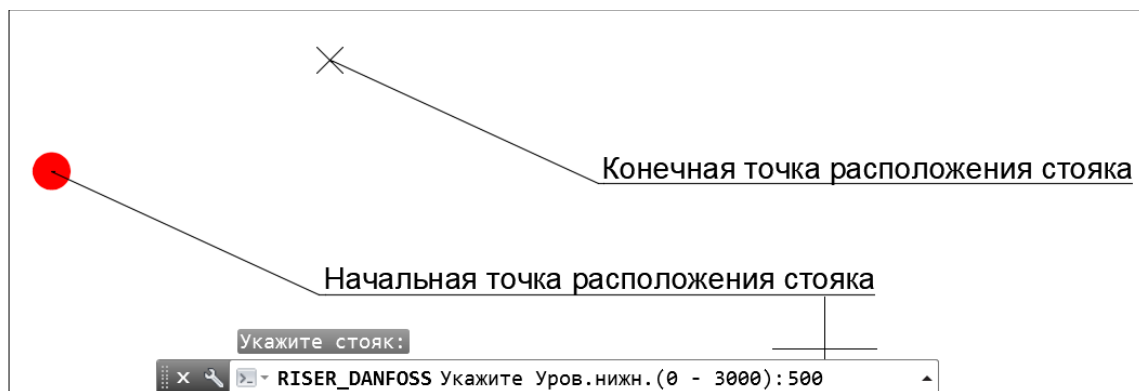 Конечная точка расположения стояка
Начальная точка расположения стояка
Укажите стояк:
RISER_DANFOSS Укажите Уров.нижн.(0 - 3000):500